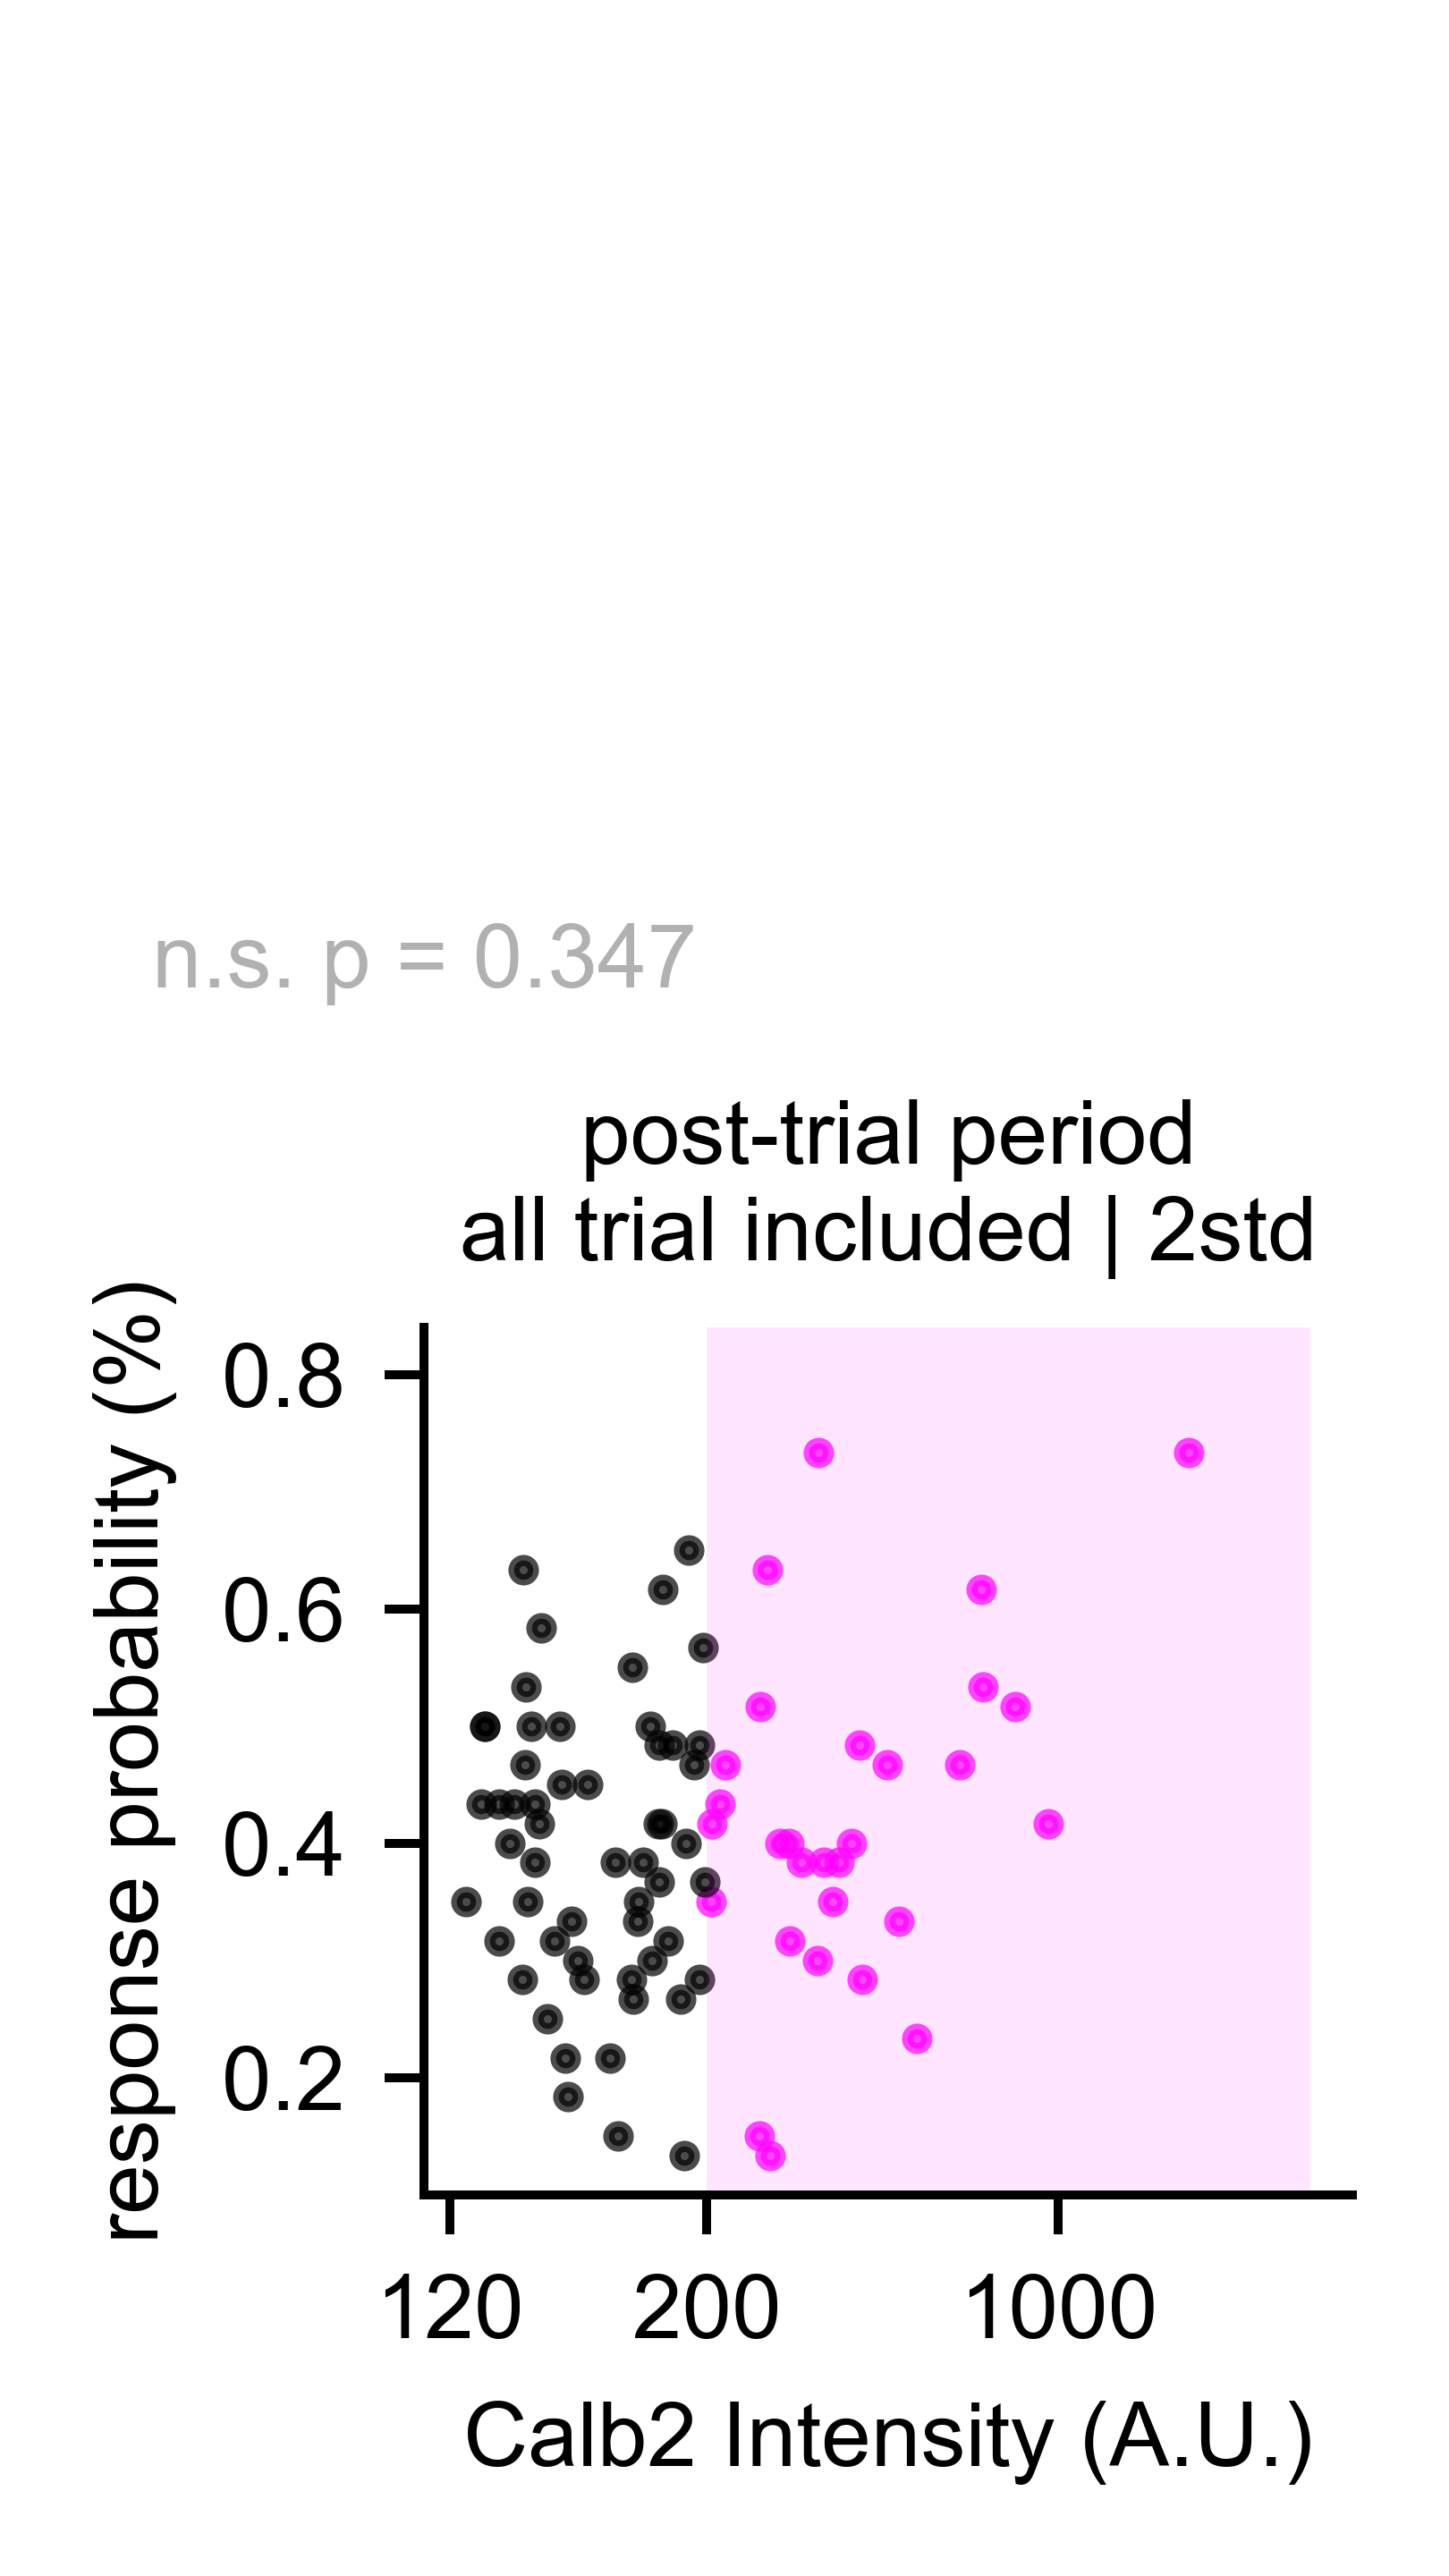 n.s. p = 0.347
post-trial period
all trial included | 2std
response probability (%)
0.8
0.6
0.4
0.2
120 200 1000
Calb2 Intensity (A.U.)